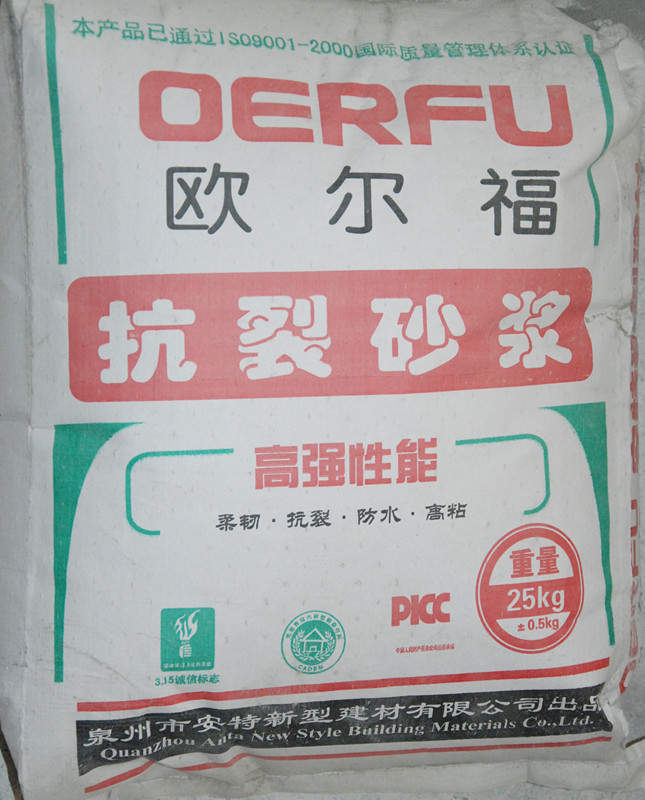 本产品已通过ISO9001-2000国际质量管理体系认证
OERFU
欧尔福
抗裂砂浆
高强性能
柔韧·抗裂·防水·高粘
重量
25kg
±0.5kg
PICC
3.15诚信标志
CADBM
泉州市安特新型建材有限公司出品
Quanzhou Anta New Style Building Materials Co.,Ltd.